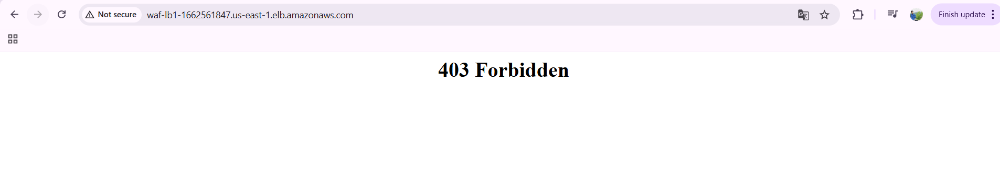 Not secure waf-lb1-1662561847.us-east-1.elb.amazonaws.com Finish update
403 Forbidden